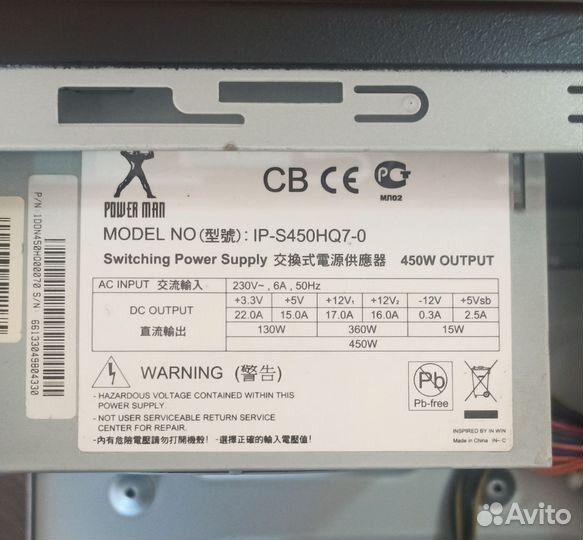 POWER MAN
CB CE PCT
МЛ02
MODEL NO(型號): IP-S450HQ7-0
Switching Power Supply 交換式電源供應器 450W OUTPUT
AC INPUT 交流輸入 230V~, 6A, 50Hz
DC OUTPUT 直流輸出
+3.3V +5V +12V1 +12V2 -12V +5Vsb
22.0A 15.0A 17.0A 16.0A 0.3A 2.5A
130W 360W 15W
450W
WARNING (警告)
HAZARDOUS VOLTAGE CONTAINED WITHIN THIS
POWER SUPPLY.
- NOT USER SERVICEABLE RETURN SERVICE
CENTER FOR REPAIR.
-內有危險電壓請勿打開機殼! -選擇正確的輸入電壓值!
Pb
Pb-free
INSPIRED BY IN WIN
Made in China IN-C
P/N 1DDN450HQ00070 S/N: 66133049804330
Avito